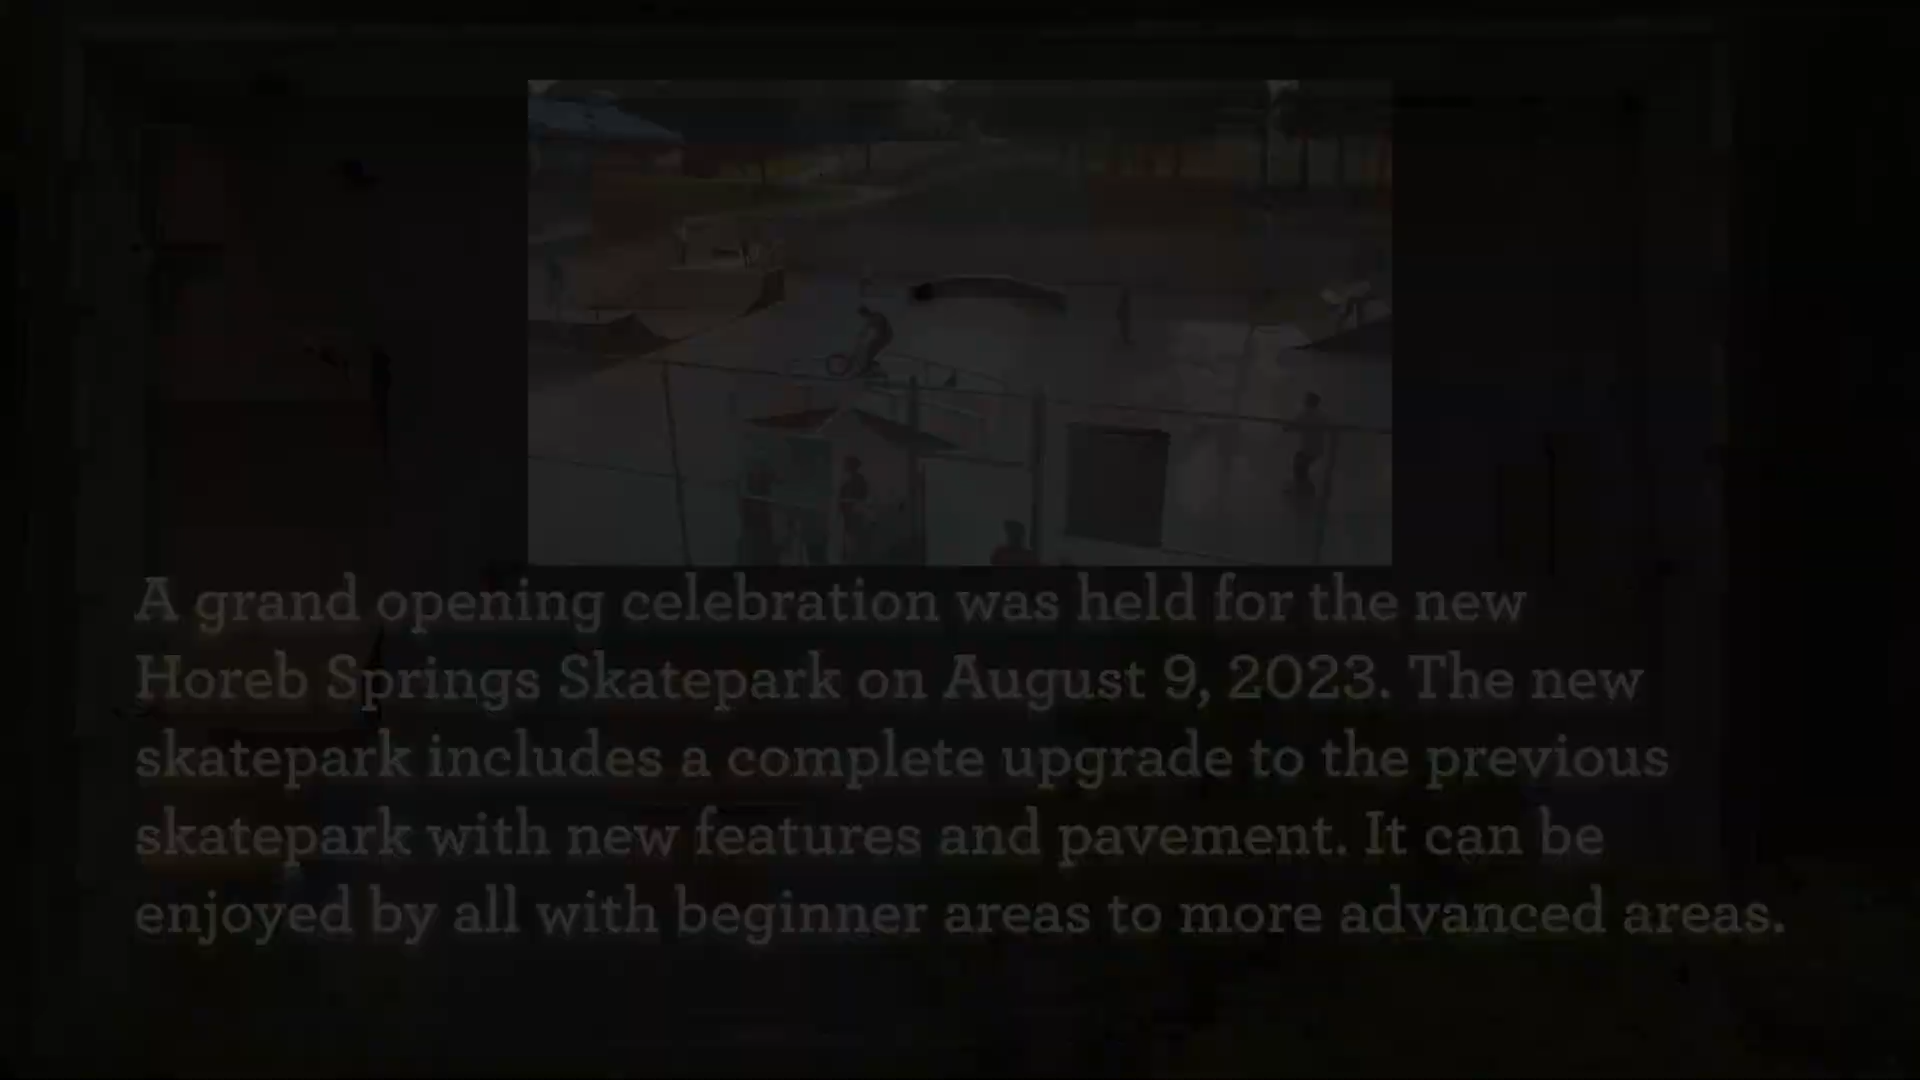 A grand opening celebration was held for the new
Horeb Springs Skatepark on August 9, 2023. The new
skatepark includes a complete upgrade to the previous
skatepark with new features and pavement. It can be
enjoyed by all with beginner areas to more advanced areas.